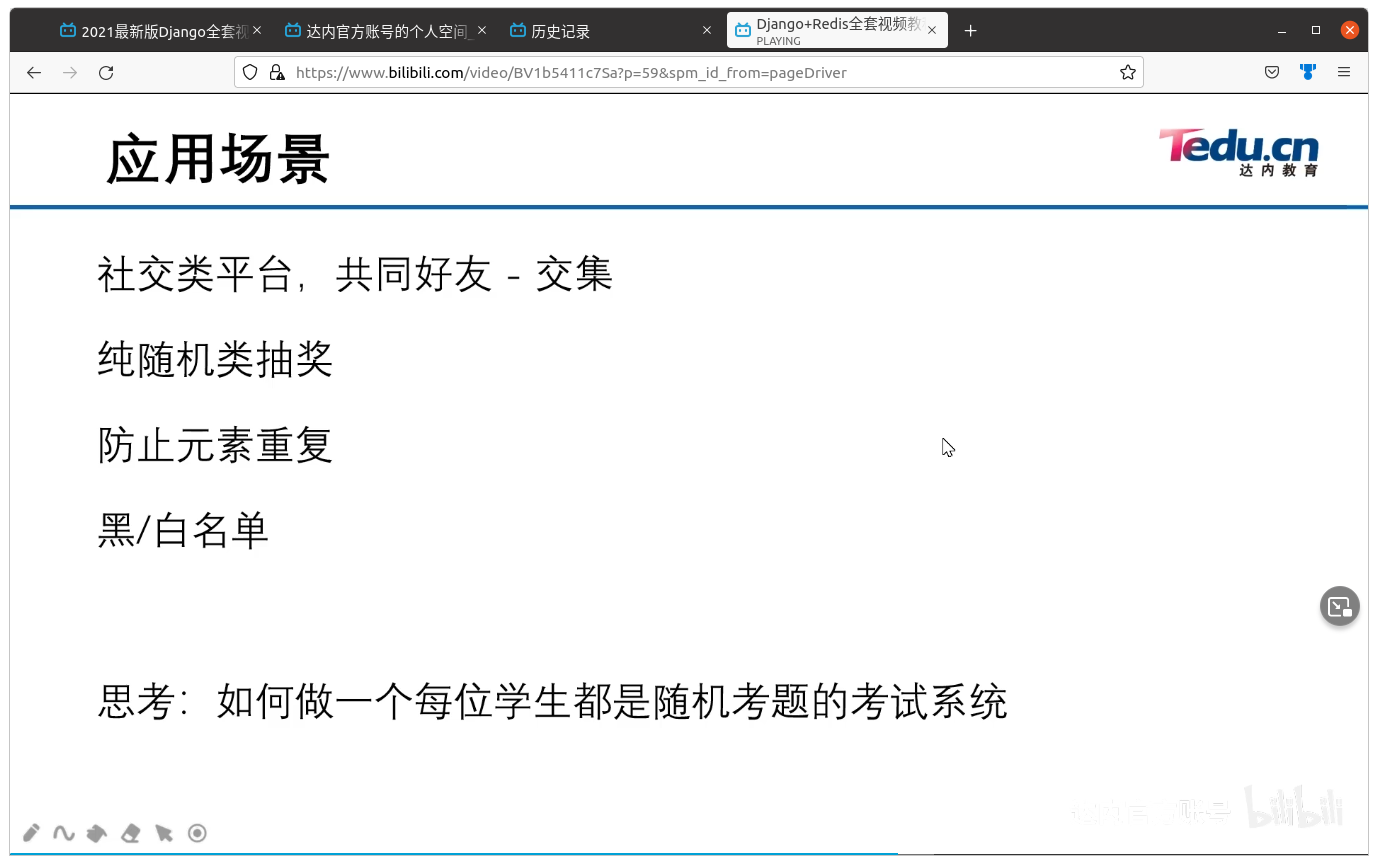 2021最新版Django全套视
达内官方账号的个人空间_
历史记录
Django+Redis全套视频教
PLAYING
https://www.bilibili.com/video/BV1b5411c7Sa?p=59&spm_id_from=pageDriver
应用场景
Tedu.cn
达内教育
社交类平台，共同好友 - 交集
纯随机类抽奖
防止元素重复
黑/白名单
思考：如何做一个每位学生都是随机考题的考试系统
达内官方账号 bilibili